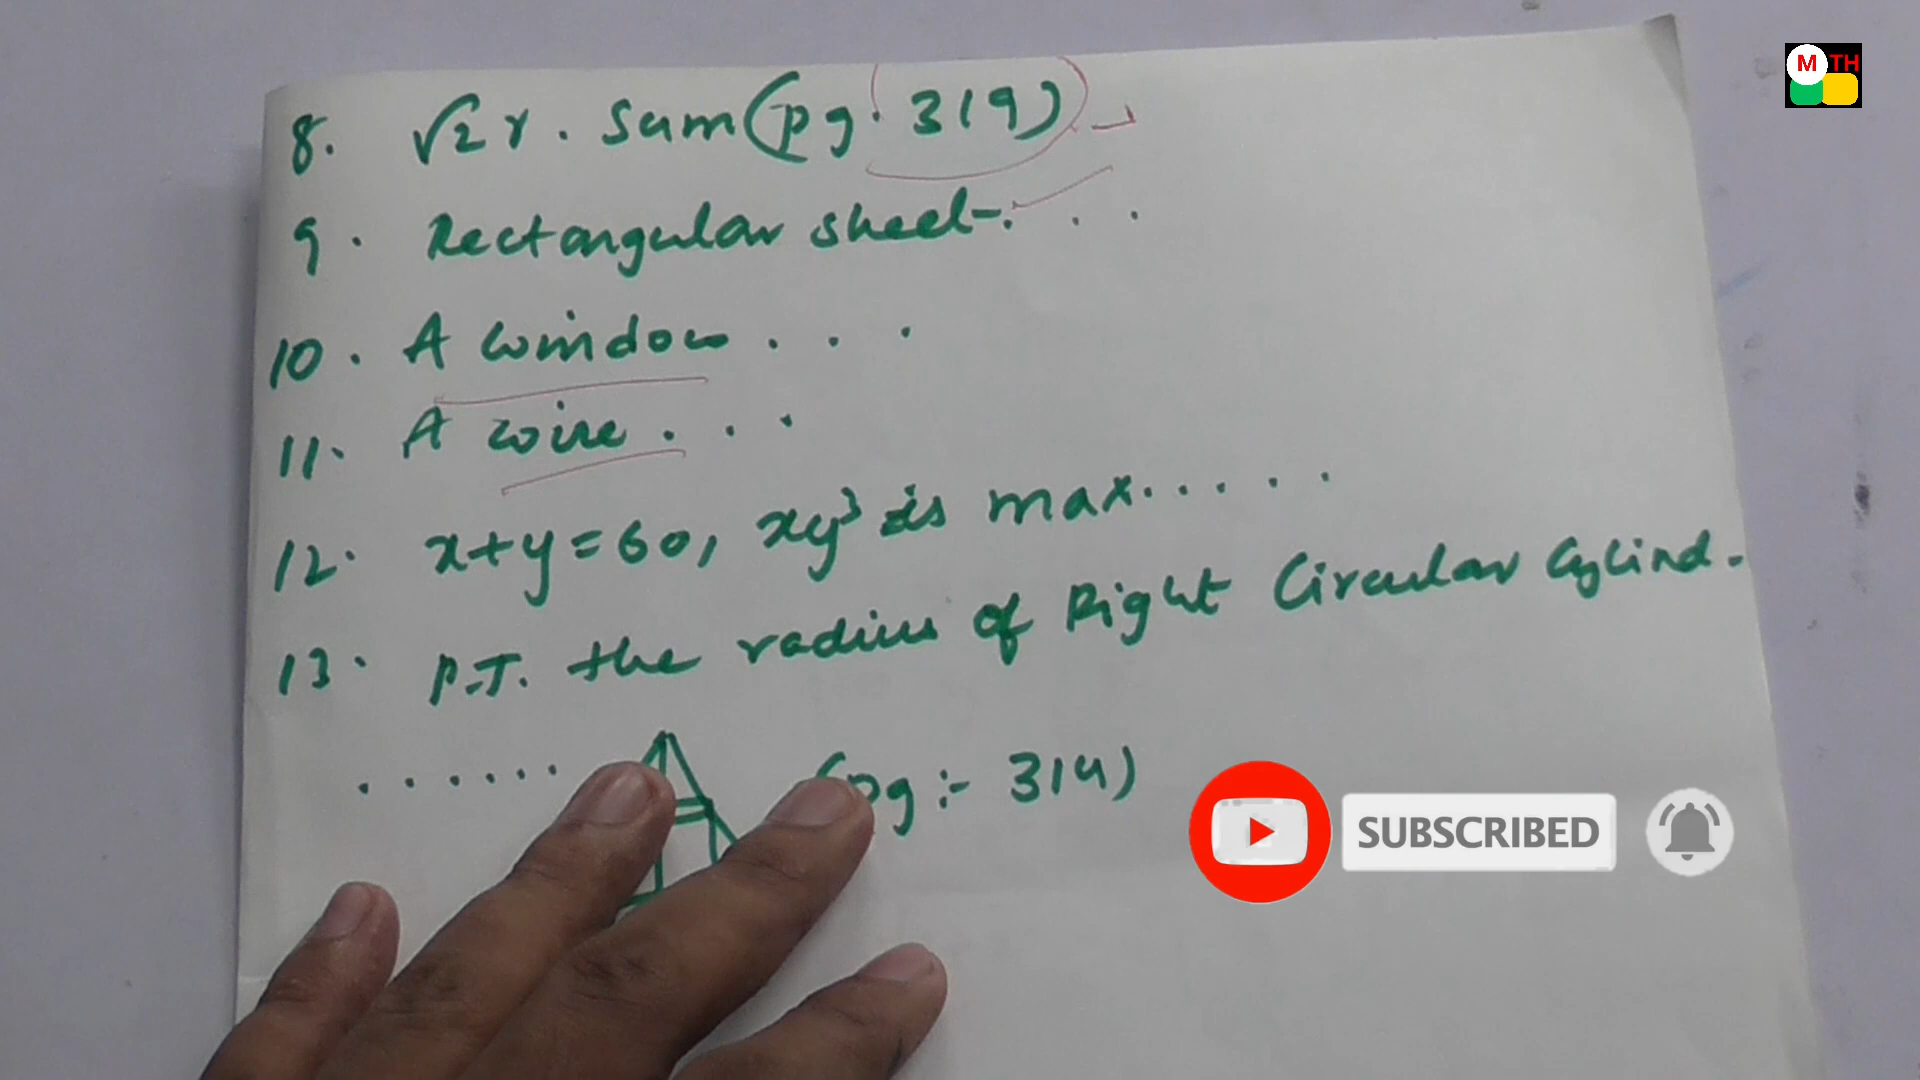 8. √2 r. Sum (pg. 319)
9. Rectangular sheet. . .
10. A window . . .
11. A wire . . .
12. x+y=60, xy³ is max.....
13. P.T. the radius of Right Circular Cylind.
...... (pg :- 314)
M TH
SUBSCRIBED